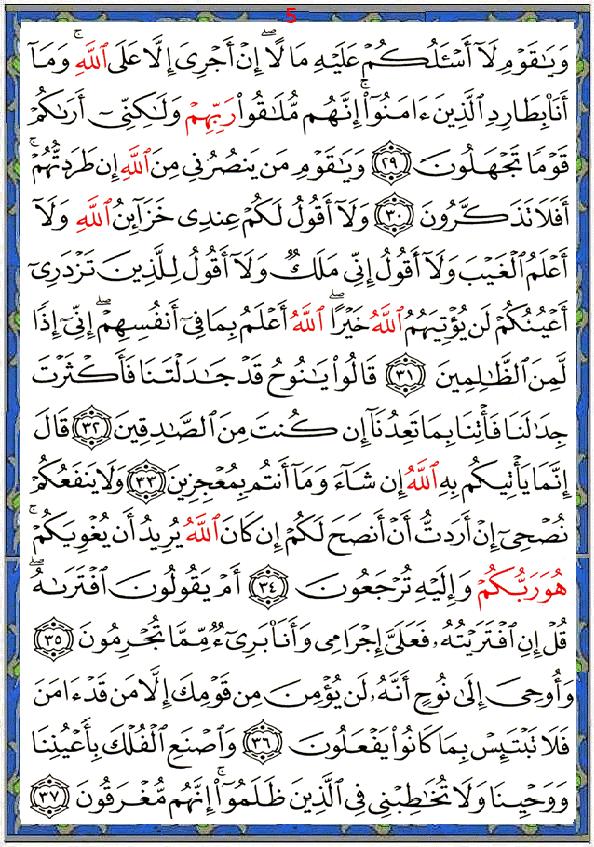 5
وَيَٰقَوْمِ لَآ أَسْـَٔلُكُمْ عَلَيْهِ مَالًا ۖ إِنْ أَجْرِىَ إِلَّا عَلَى ٱللَّهِ ۚ وَمَآ
أَنَا۠ بِطَارِدِ ٱلَّذِينَ ءَامَنُوٓا۟ ۚ إِنَّهُم مُّلَٰقُوا۟ رَبِّهِمْ وَلَٰكِنِّىٓ أَرَىٰكُمْ
قَوْمًا تَجْهَلُونَ ٢٩ وَيَٰقَوْمِ مَن يَنصُرُنِى مِنَ ٱللَّهِ إِن طَرَدتُّهُمْ ۚ
أَفَلَا تَذَكَّرُونَ ٣٠ وَلَآ أَقُولُ لَكُمْ عِندِى خَزَآئِنُ ٱللَّهِ وَلَآ
أَعْلَمُ ٱلْغَيْبَ وَلَآ أَقُولُ إِنِّى مَلَكٌ وَلَآ أَقُولُ لِلَّذِينَ تَزْدَرِىٓ
أَعْيُنُكُمْ لَن يُؤْتِيَهُمُ ٱللَّهُ خَيْرًا ۖ ٱللَّهُ أَعْلَمُ بِمَا فِىٓ أَنفُسِهِمْ ۖ إِنِّىٓ إِذًا
لَّمِنَ ٱلظَّٰلِمِينَ ٣١ قَالُوا۟ يَٰنُوحُ قَدْ جَٰدَلْتَنَا فَأَكْثَرْتَ
جِدَٰلَنَا فَأْتِنَا بِمَا تَعِدُنَآ إِن كُنتَ مِنَ ٱلصَّٰدِقِينَ ٣٢ قَالَ
إِنَّمَا يَأْتِيكُم بِهِ ٱللَّهُ إِن شَآءَ وَمَآ أَنتُم بِمُعْجِزِينَ ٣٣ وَلَا يَنفَعُكُمْ
نُصْحِىٓ إِنْ أَرَدتُّ أَنْ أَنصَحَ لَكُمْ إِن كَانَ ٱللَّهُ يُرِيدُ أَن يُغْوِيَكُمْ ۚ
هُوَ رَبُّكُمْ وَإِلَيْهِ تُرْجَعُونَ ٣٤ أَمْ يَقُولُونَ ٱفْتَرَىٰهُ ۖ
قُلْ إِنِ ٱفْتَرَيْتُهُۥ فَعَلَىَّ إِجْرَامِى وَأَنَا۠ بَرِىٓءٌ مِّمَّا تُجْرِمُونَ ٣٥
وَأُوحِىَ إِلَىٰ نُوحٍ أَنَّهُۥ لَن يُؤْمِنَ مِن قَوْمِكَ إِلَّا مَن قَدْ ءَامَنَ
فَلَا تَبْتَئِسْ بِمَا كَانُوا۟ يَفْعَلُونَ ٣٦ وَٱصْنَعِ ٱلْفُلْكَ بِأَعْيُنِنَا
وَوَحْيِنَا وَلَا تُخَٰطِبْنِى فِى ٱلَّذِينَ ظَلَمُوٓا۟ ۚ إِنَّهُم مُّغْرَقُونَ ٣٧